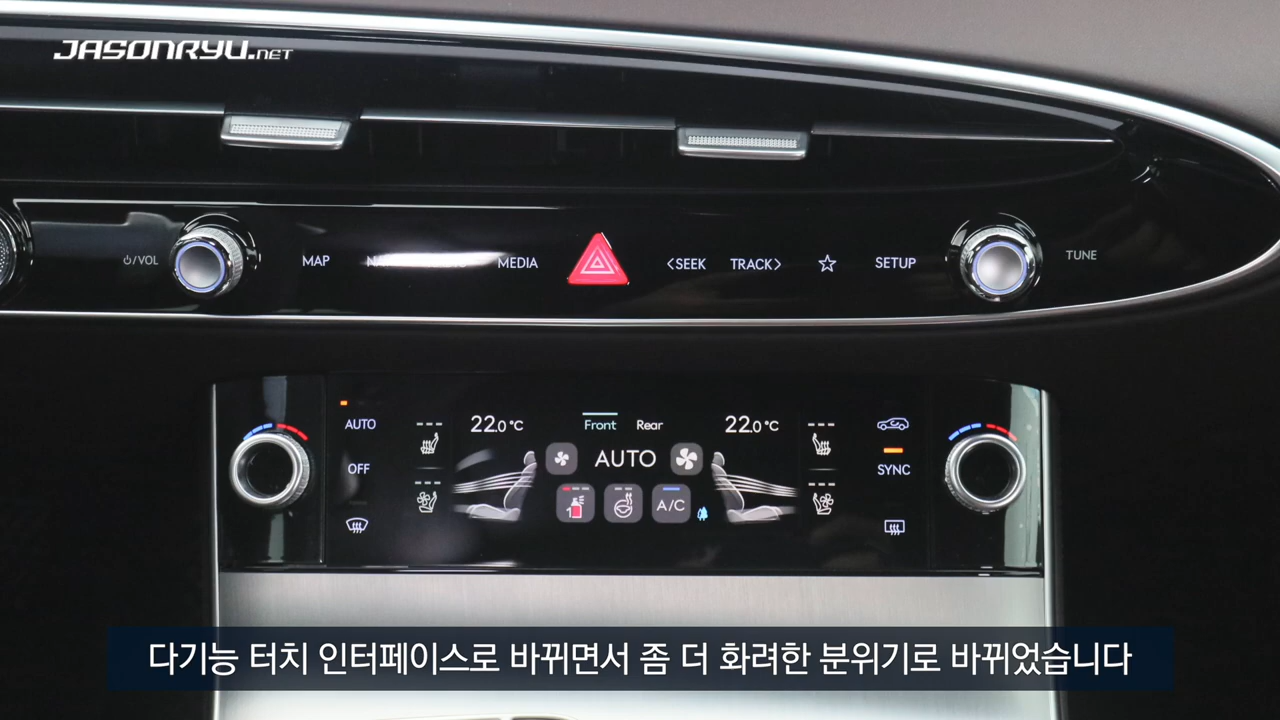 JASONRYU.NET
⏻/VOL MAP MEDIA <SEEK TRACK> ☆ SETUP TUNE
AUTO 22.0 °C Front Rear 22.0 °C
AUTO
OFF SYNC
1 A/C
다기능 터치 인터페이스로 바뀌면서 좀 더 화려한 분위기로 바뀌었습니다